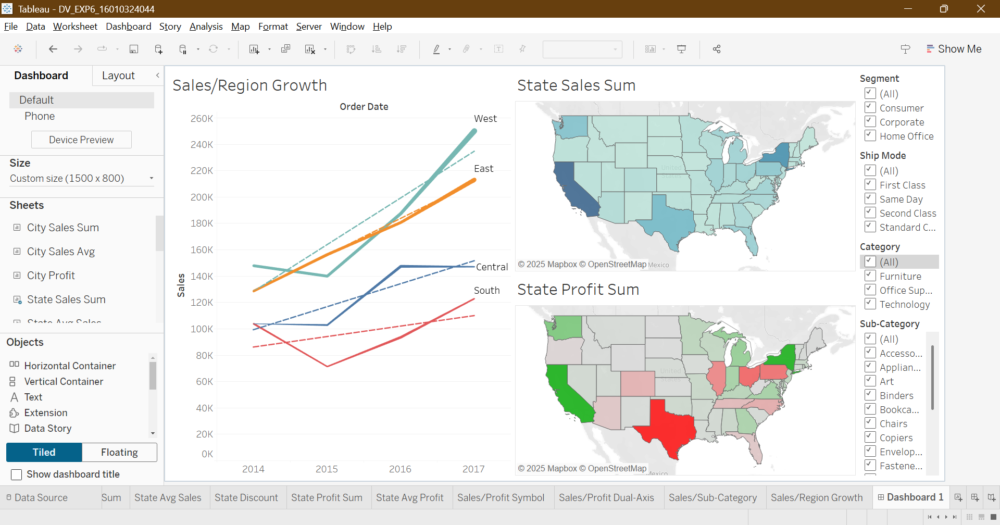 Tableau - DV_EXP6_16010324044
File Data Worksheet Dashboard Story Analysis Map Format Server Window Help
Show Me
Dashboard
Layout
Default
Phone
Device Preview
Size
Custom size (1500 x 800)
Sheets
City Sales Sum
City Sales Avg
City Profit
State Sales Sum
State Avg Sales
Objects
Horizontal Container
Vertical Container
Text
Extension
Data Story
Tiled
Floating
Show dashboard title
Sales/Region Growth
Order Date
Sales
260K
240K
220K
200K
180K
160K
140K
120K
100K
80K
60K
40K
20K
0K
West
East
Central
South
2014
2015
2016
2017
State Sales Sum
United
States
© 2025 Mapbox © OpenStreetMap
Mexico
State Profit Sum
United
States
© 2025 Mapbox © OpenStreetMap
Mexico
Segment
(All)
Consumer
Corporate
Home Office
Ship Mode
(All)
First Class
Same Day
Second Class
Standard C...
Category
(All)
Furniture
Office Sup...
Technology
Sub-Category
(All)
Accesso...
Applian...
Art
Binders
Bookca...
Chairs
Copiers
Envelop...
Fastene...
Data Source
Sum
State Avg Sales
State Discount
State Profit Sum
State Avg Profit
Sales/Profit Symbol
Sales/Profit Dual-Axis
Sales/Sub-Category
Sales/Region Growth
Dashboard 1